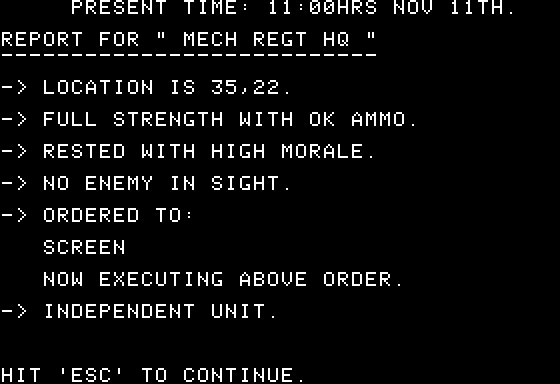 PRESENT TIME: 11:00HRS NOV 11TH.
REPORT FOR " MECH REGT HQ "
---------------------------
-> LOCATION IS 35,22.
-> FULL STRENGTH WITH OK AMMO.
-> RESTED WITH HIGH MORALE.
-> NO ENEMY IN SIGHT.
-> ORDERED TO:
SCREEN
NOW EXECUTING ABOVE ORDER.
-> INDEPENDENT UNIT.
HIT 'ESC' TO CONTINUE.